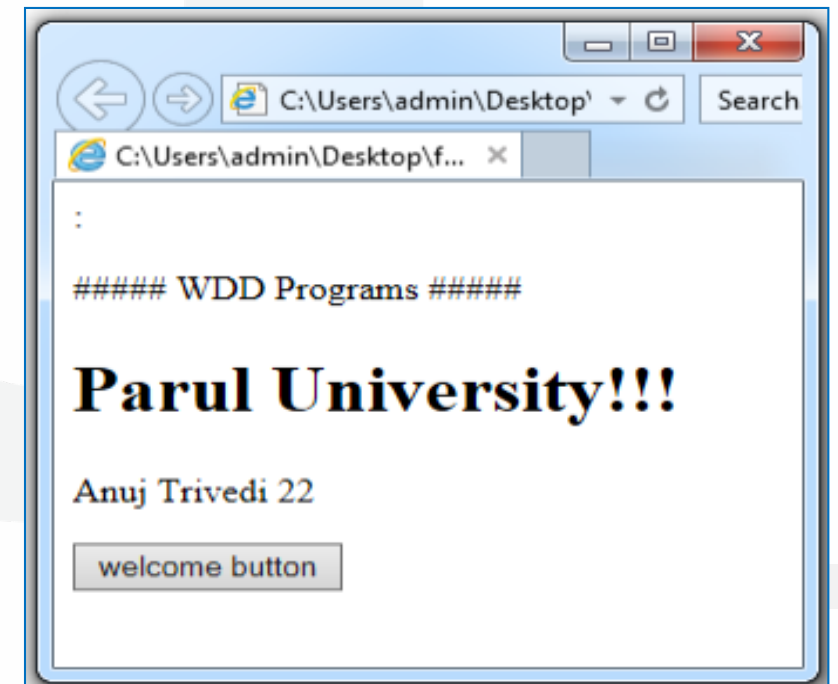 C:\Users\admin\Desktop\
Search
C:\Users\admin\Desktop\f...
:
##### WDD Programs #####
Parul University!!!
Anuj Trivedi 22
welcome button